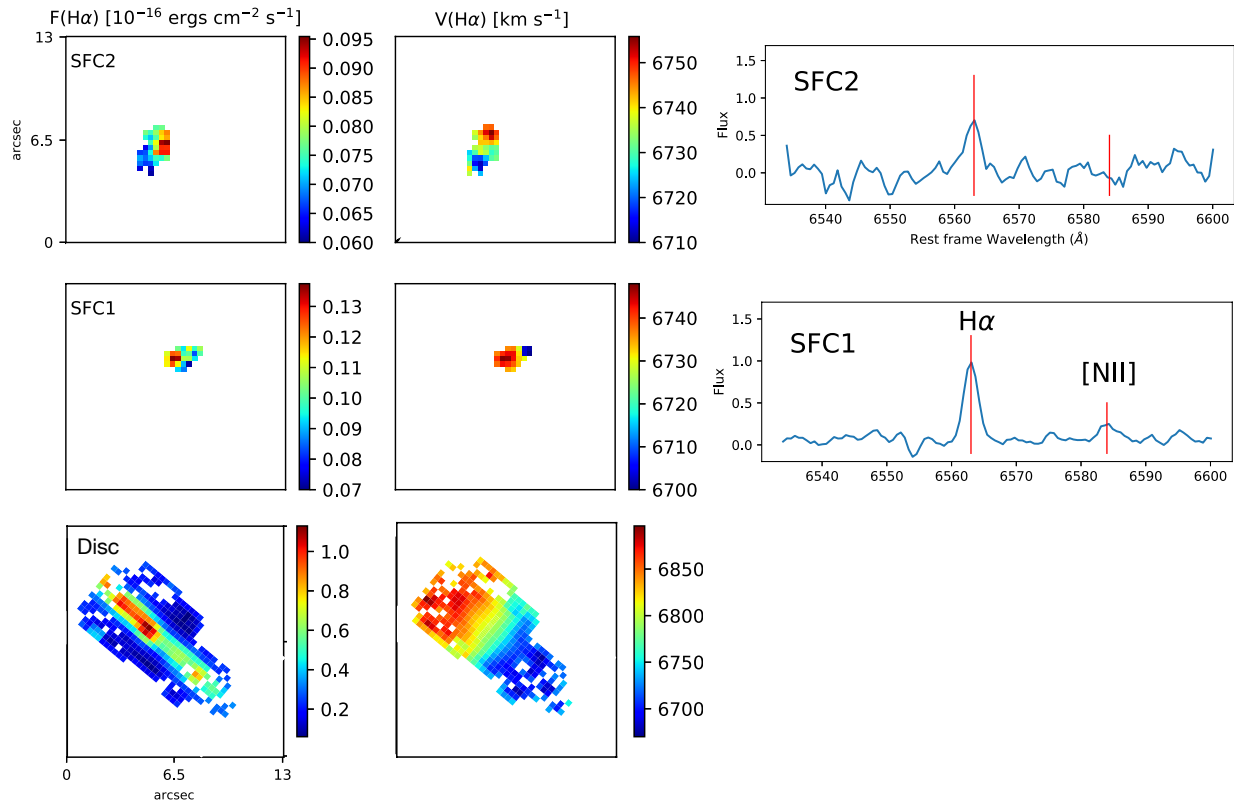 F(Hα) [10⁻¹⁶ ergs cm⁻² s⁻¹]
V(Hα) [km s⁻¹]
13
6.5
0
arcsec
SFC2
0.095
0.090
0.085
0.080
0.075
0.070
0.065
0.060
6750
6740
6730
6720
6710
SFC2
Flux
1.5
1.0
0.5
0.0
6540 6550 6560 6570 6580 6590 6600
Rest frame Wavelength (Å)
SFC1
0.13
0.12
0.11
0.10
0.09
0.08
0.07
6740
6730
6720
6710
6700
SFC1
Hα
[NII]
Flux
1.5
1.0
0.5
0.0
6540 6550 6560 6570 6580 6590 6600
Disc
1.0
0.8
0.6
0.4
0.2
0 6.5 13
arcsec
6850
6800
6750
6700